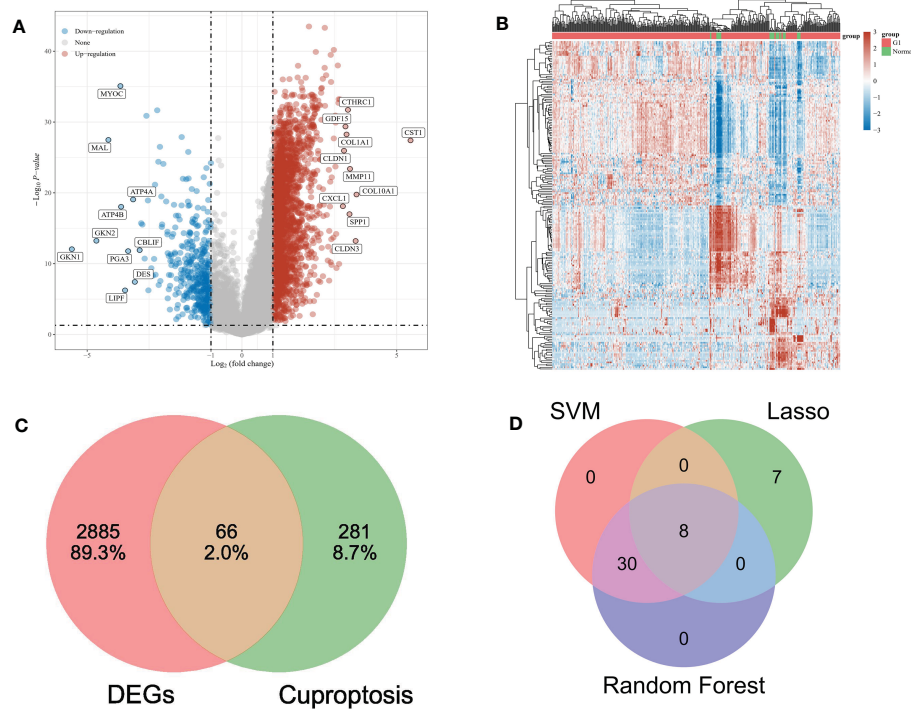 A
Down-regulation
None
Up-regulation
40
30
20
10
0
−Log10 P−value
MYOC
MAL
ATP4A
ATP4B
GKN2
CBLIF
GKN1
PGA3
DES
LIPF
CTHRC1
GDF15
CST1
COL1A1
CLDN1
MMP11
COL10A1
CXCL1
SPP1
CLDN3
−5
−1
0
1
5
Log2 (fold change)
B
group
3
2
1
0
−1
−2
−3
group
G1
C
2885
89.3%
66
2.0%
281
8.7%
DEGs
Cuproptosis
D
SVM
Lasso
0
0
7
8
30
0
0
Random Forest